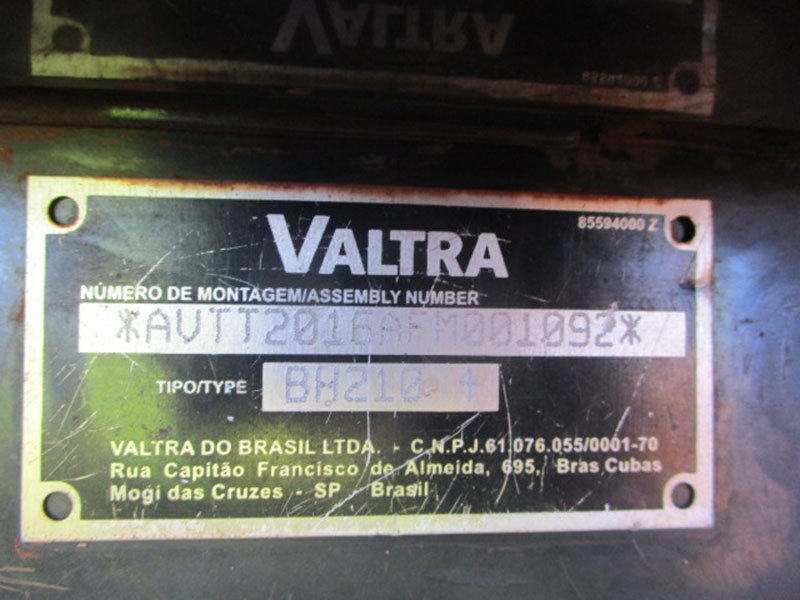 VALTRA
85594000 Z
NÚMERO DE MONTAGEM/ASSEMBLY NUMBER
*AVTT2016AFM001092*
TIPO/TYPE BH210 4
VALTRA DO BRASIL LTDA. - C.N.P.J.61.076.055/0001-70
Rua Capitão Francisco de Almeida, 695, Bras Cubas
Mogi das Cruzes - SP - Brasil